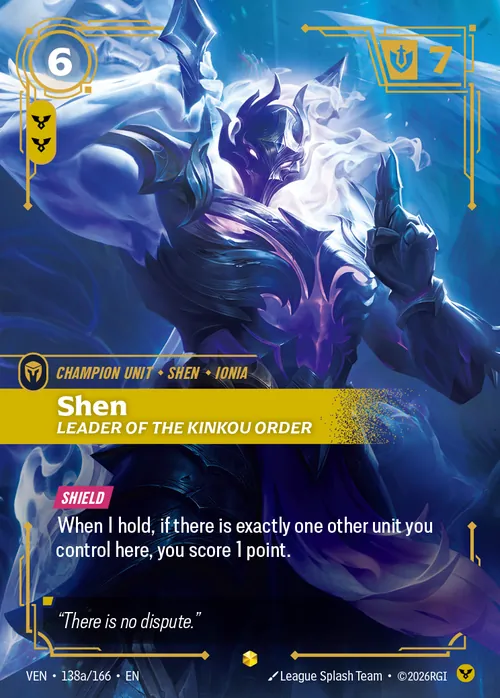 6
7
CHAMPION UNIT • SHEN • IONIA
Shen
LEADER OF THE KINKOU ORDER
SHIELD
When I hold, if there is exactly one other unit you
control here, you score 1 point.
“There is no dispute.”
VEN • 138a/166 • EN
League Splash Team • ©2026RGI